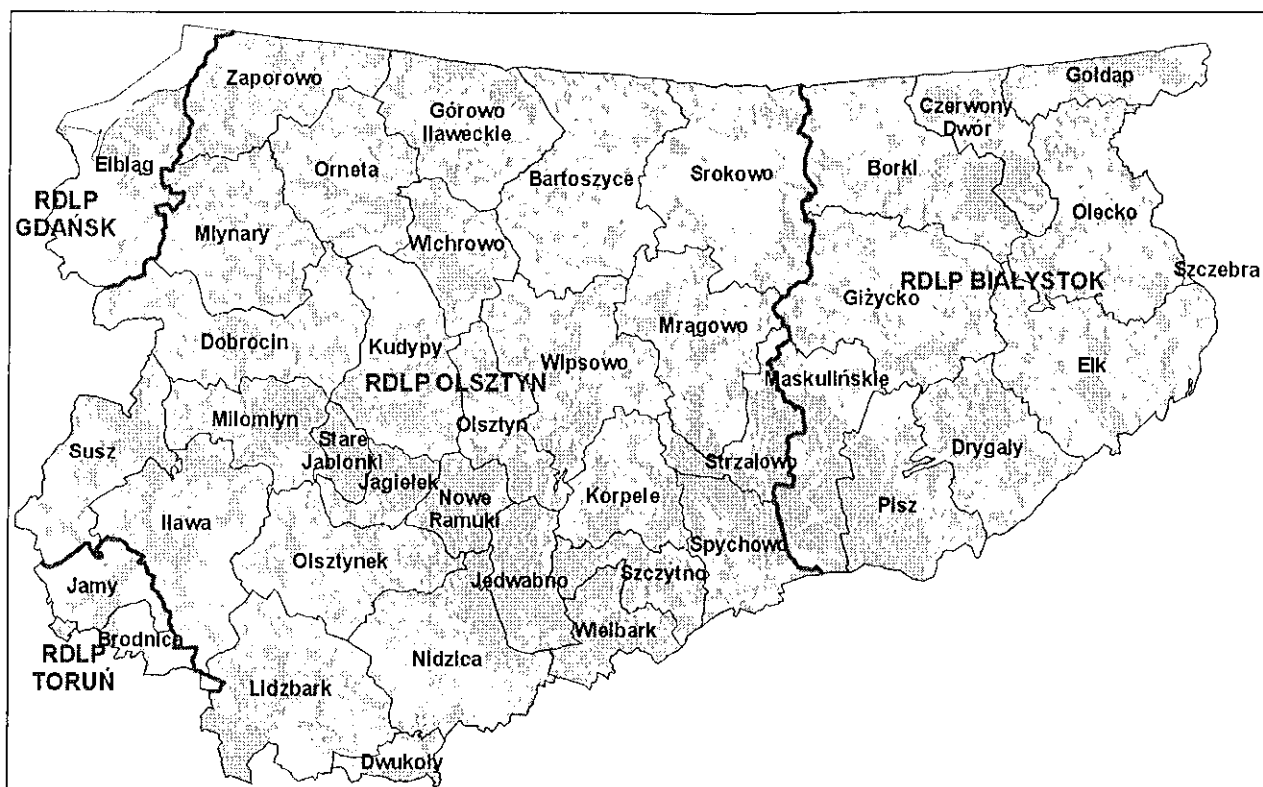 Zaporowo
Górowo
Iławeckie
Czerwony
Dwór
Gołdap
Elbląg
Orneta
Bartoszyce
Srokowo
Borki
Olecko
RDLP
GDAŃSK
Młynary
Wichrowo
Giżycko
RDLP BIAŁYSTOK
Szczebra
Dobrocin
Kudypy
Wipsowo
Mrągowo
Maskulińskie
Ełk
RDLP OLSZTYN
Susz
Miłomłyn
Stare
Jabłonki
Jagiełek
Olsztyn
Strzałowo
Drygały
Iława
Nowe
Ramuki
Korpele
Pisz
Jamy
Olsztynek
Jedwabno
Szczytno
Spychowo
Brodnica
Wielbark
RDLP
TORUŃ
Lidzbark
Nidzica
Dwukoły